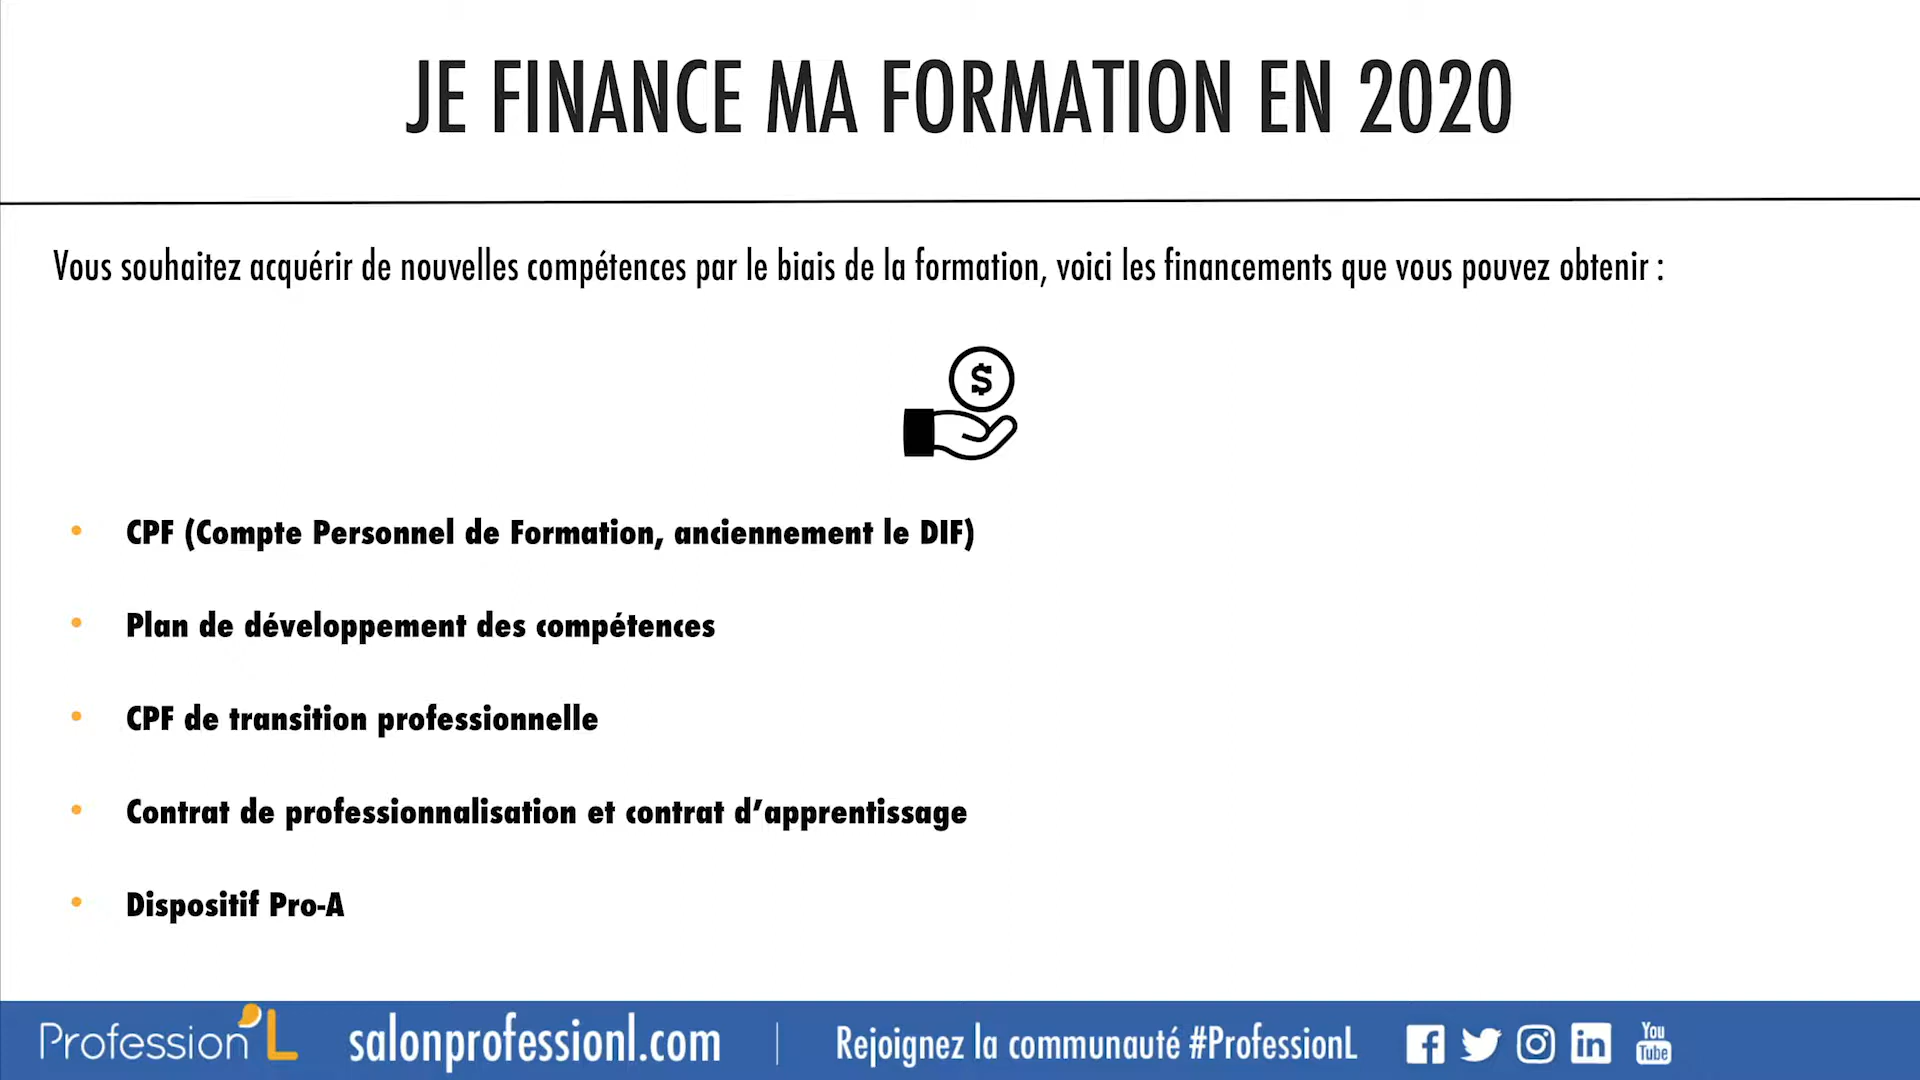 JE FINANCE MA FORMATION EN 2020
Vous souhaitez acquérir de nouvelles compétences par le biais de la formation, voici les financements que vous pouvez obtenir :
$
• CPF (Compte Personnel de Formation, anciennement le DIF)
• Plan de développement des compétences
• CPF de transition professionnelle
• Contrat de professionnalisation et contrat d’apprentissage
• Dispositif Pro-A
Profession'L salonprofessionl.com | Rejoignez la communauté #ProfessionL f in You Tube